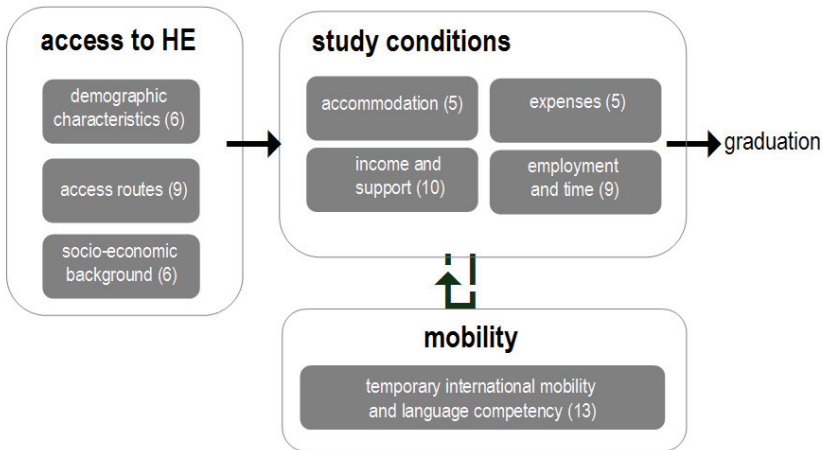 access to HE
demographic
characteristics (6)
access routes (9)
socio-economic
background (6)
study conditions
accommodation (5)
expenses (5)
income and
support (10)
employment
and time (9)
graduation
mobility
temporary international mobility
and language competency (13)